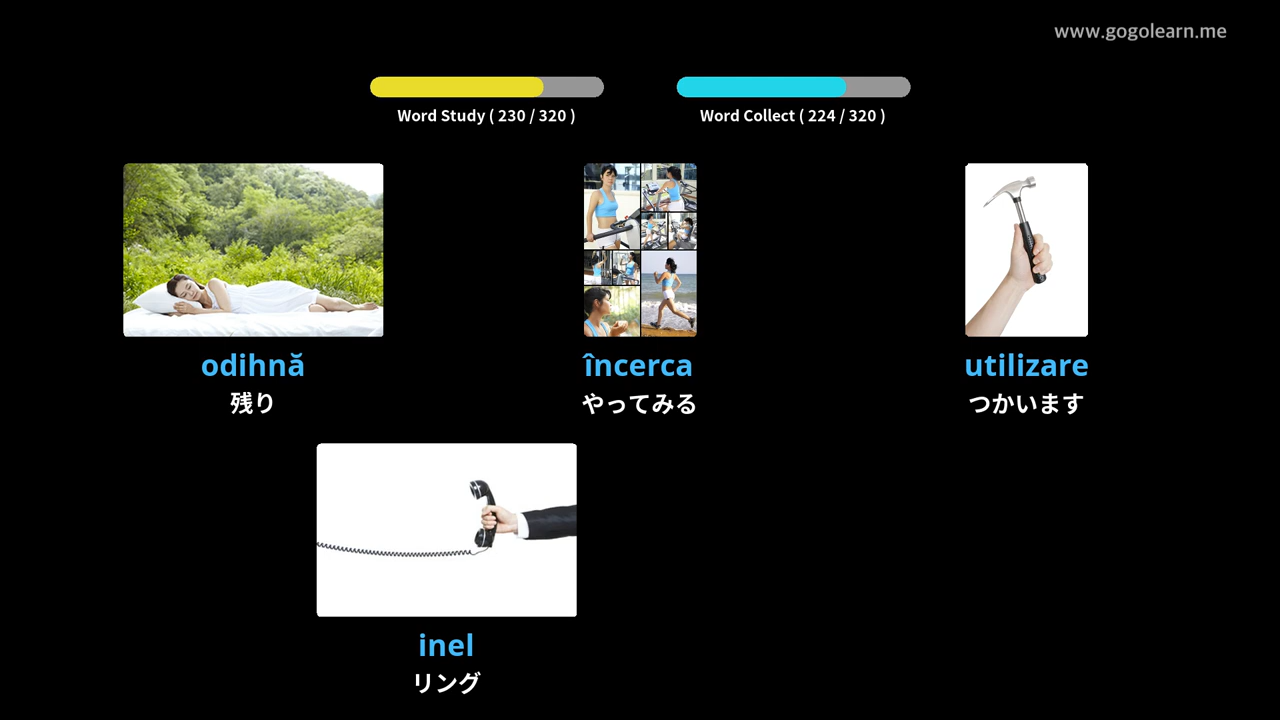 www.gogolearn.me
Word Study ( 230 / 320 )
Word Collect ( 224 / 320 )
odihnă
残り
încerca
やってみる
utilizare
つかいます
inel
リング